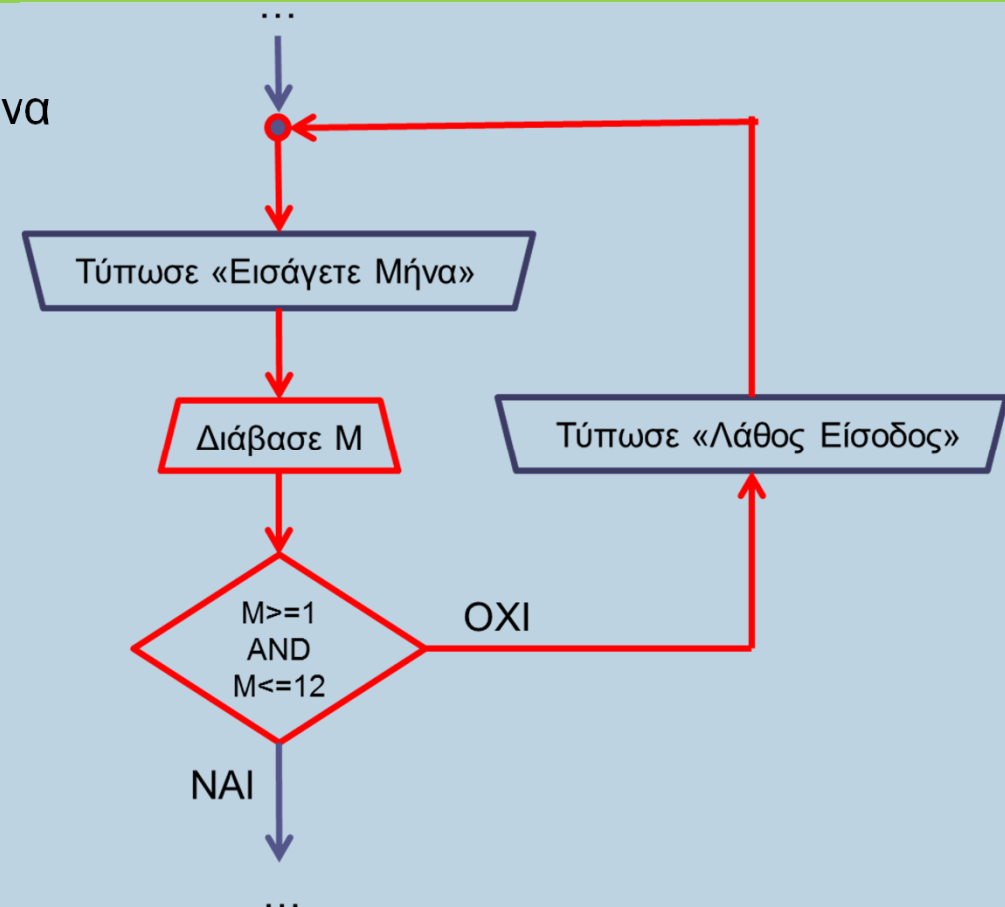 ...
να
Τύπωσε «Εισάγετε Μήνα»
Διάβασε Μ
Τύπωσε «Λάθος Είσοδος»
M>=1
AND
M<=12
ΟΧΙ
ΝΑΙ
...